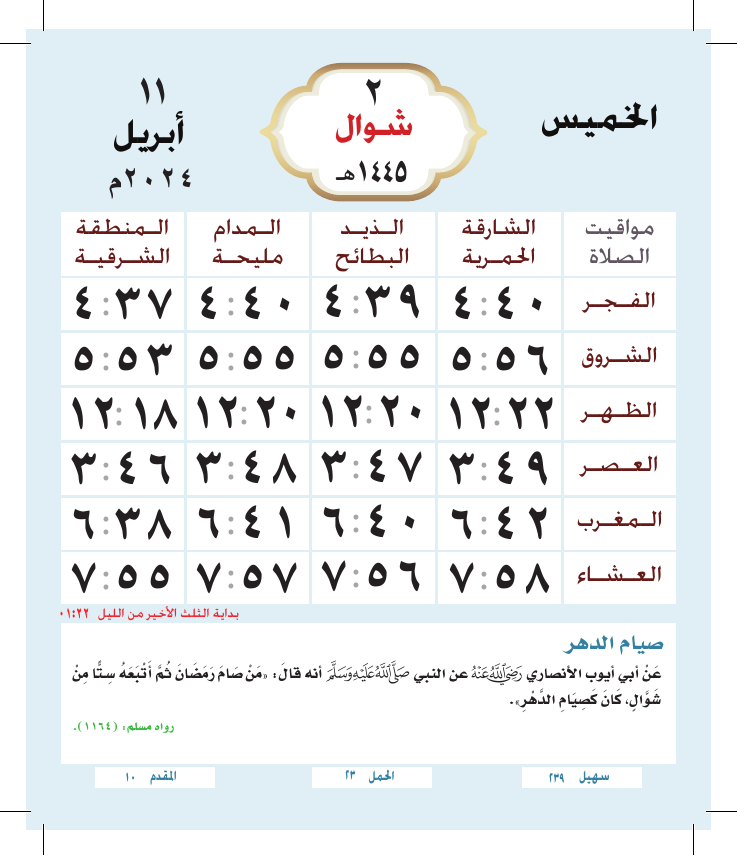 الخميس
٢
شوال
١٤٤٥هـ
١١
أبريل
٢٠٢٤م
مواقيت الصلاة
الشارقة الحمرية
الذيد البطائح
المدام مليحة
المنطقة الشرقية
الفجر ٤:٤٠ ٤:٣٩ ٤:٤٠ ٤:٣٧
الشروق ٥:٥٦ ٥:٥٥ ٥:٥٥ ٥:٥٣
الظهر ١٢:٢٢ ١٢:٢٠ ١٢:٢٠ ١٢:١٨
العصر ٣:٤٩ ٣:٤٧ ٣:٤٨ ٣:٤٦
المغرب ٦:٤٢ ٦:٤٠ ٦:٤١ ٦:٣٨
العشاء ٧:٥٨ ٧:٥٦ ٧:٥٧ ٧:٥٥
بداية الثلث الأخير من الليل ٠١:٢٢
صيام الدهر
عَنْ أبي أيوب الأنصاري رَضِيَ اللَّهُ عَنْهُ عن النبي صَلَّى اللَّهُ عَلَيْهِ وَسَلَّمَ أنه قالَ: «مَنْ صَامَ رَمَضَانَ ثُمَّ أَتْبَعَهُ سِتًّا مِنْ
شَوَّالٍ، كَانَ كَصِيَامِ الدَّهْرِ».
رواه مسلم: (١١٦٤).
سهيل ٢٣٩
الحمل ٢٣
المقدم ١٠